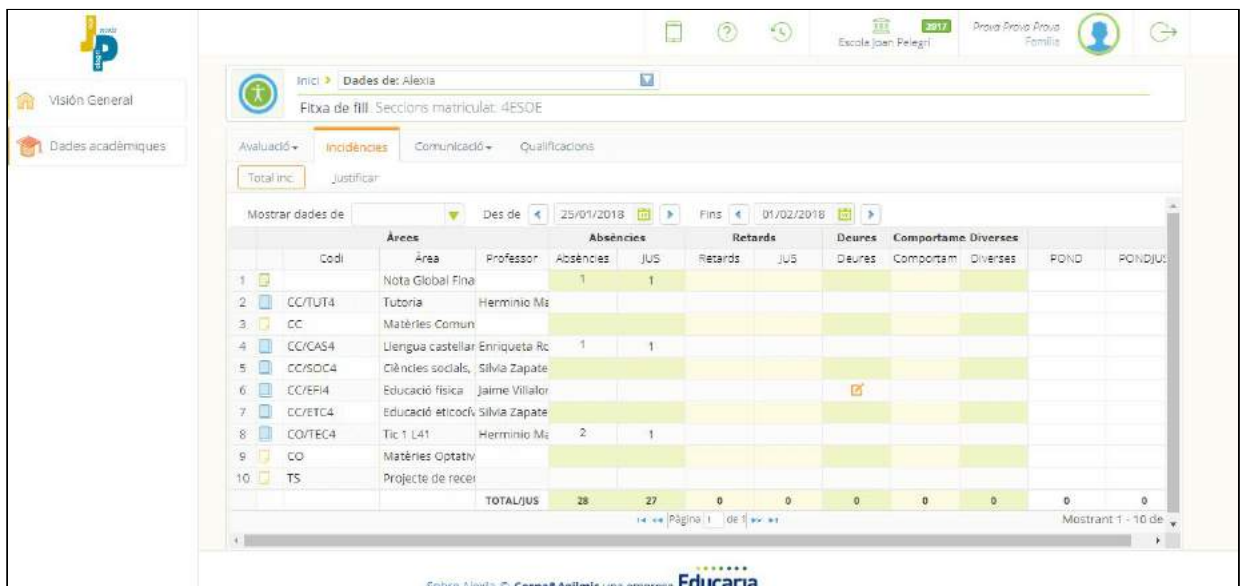 2917
Prova Prova Prova
Escola Joan Pelegrí
Família
Inici > Dades de: Alexia
Visión General
Fitxa de fill. Seccions matriculat: 4ESOE
Dades acadèmiques
Avaluació Incidències Comunicació Qualificacions
Total inc. Justificar
Mostrar dades de Des de 25/01/2018 Fins 01/02/2018
Àrees Absències Retards Deures Comportame Diverses
Codi Àrea Professor Absències JUS Retards JUS Deures Comportam Diverses POND PONDJUS
1 Nota Global Fina 1 1
2 CC/TUT4 Tutoria Herminio Ma
3 CC Matèries Comun
4 CC/CAS4 Llengua castellar Enriqueta Ro 1 1
5 CC/SOC4 Ciències socials, Silvia Zapate
6 CC/EFI4 Educació física Jaime Villalor
7 CC/ETC4 Educació eticocív Silvia Zapate
8 CO/TEC4 Tic 1 L41 Herminio Ma 2 1
9 CO Matèries Optativ
10 TS Projecte de recer
TOTAL/JUS 28 27 0 0 0 0 0 0 0
Pàgina 1 de 1 Mostrant 1 - 10 de
Sobre Alexia © una empresa Educaria